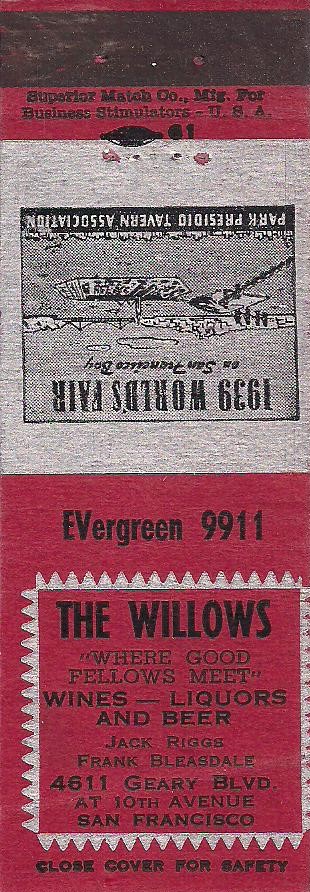 Superior Match Co., Mfg. For
Business Stimulators - U. S. A.
19
1939 WORLDS FAIR
on San Francisco Bay
PARK PRESIDIO TAVERN ASSOCIATION
EVergreen 9911
THE WILLOWS
"WHERE GOOD
FELLOWS MEET"
WINES — LIQUORS
AND BEER
JACK RIGGS
FRANK BLEASDALE
4611 GEARY BLVD.
AT 10TH AVENUE
SAN FRANCISCO
CLOSE COVER FOR SAFETY